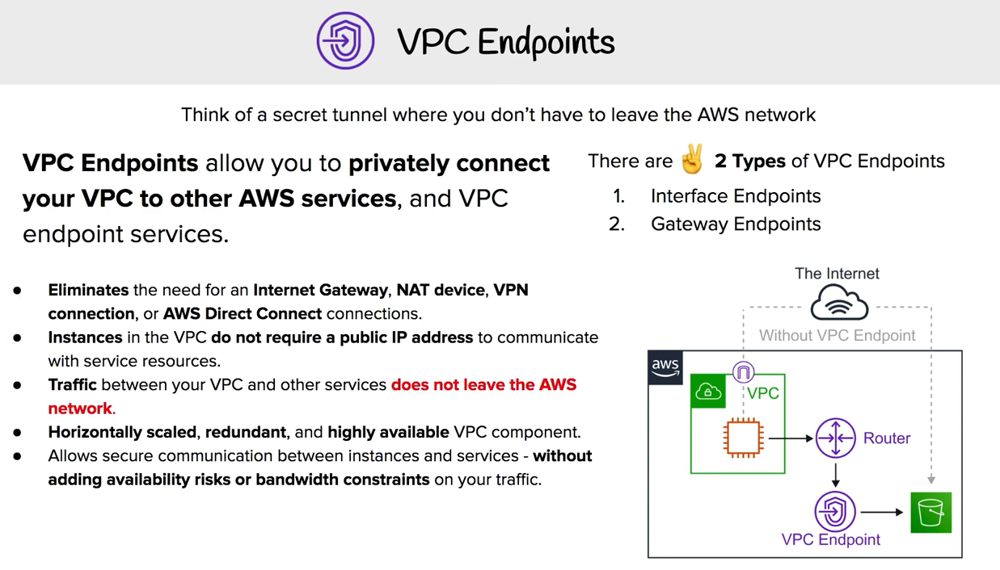 VPC Endpoints
Think of a secret tunnel where you don’t have to leave the AWS network
VPC Endpoints allow you to privately connect
your VPC to other AWS services, and VPC
endpoint services.
● Eliminates the need for an Internet Gateway, NAT device, VPN
connection, or AWS Direct Connect connections.
● Instances in the VPC do not require a public IP address to communicate
with service resources.
● Traffic between your VPC and other services does not leave the AWS
network.
● Horizontally scaled, redundant, and highly available VPC component.
● Allows secure communication between instances and services - without
adding availability risks or bandwidth constraints on your traffic.
There are ✌️ 2 Types of VPC Endpoints
1. Interface Endpoints
2. Gateway Endpoints
The Internet
Without VPC Endpoint
aws
VPC
Router
VPC Endpoint